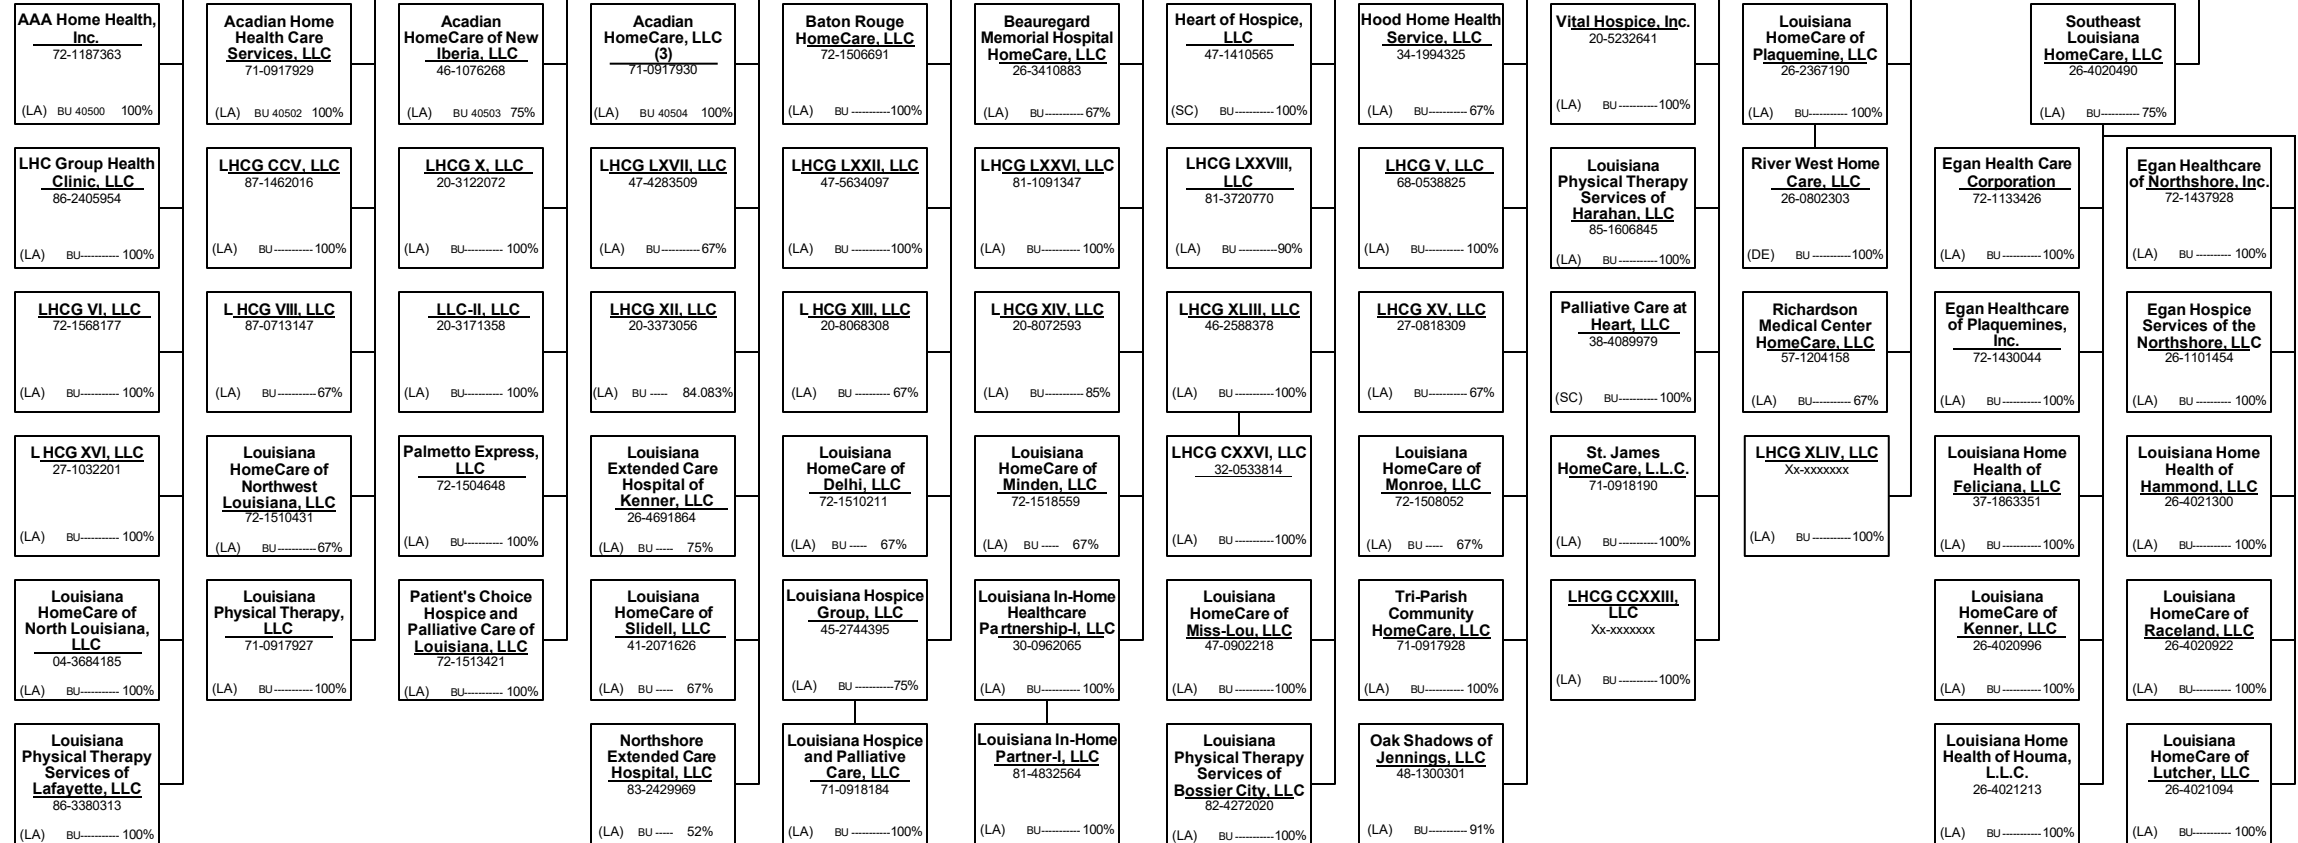 AAA Home Health,
Inc.
72-1187363
(LA) BU 40500 100%
Acadian Home
Health Care
Services, LLC
71-0917929
(LA) BU 40502 100%
Acadian
HomeCare of New
Iberia, LLC
46-1076268
(LA) BU 40503 75%
Acadian
HomeCare, LLC
(3)
71-0917930
(LA) BU 40504 100%
Baton Rouge
HomeCare, LLC
72-1506691
(LA) BU -----------100%
Beauregard
Memorial Hospital
HomeCare, LLC
26-3410883
(LA) BU----------- 67%
Heart of Hospice,
LLC
47-1410565
(SC) BU----------- 100%
Hood Home Health
Service, LLC
34-1994325
(LA) BU----------- 67%
Vital Hospice, Inc.
20-5232641
(LA) BU----------- 100%
Louisiana
HomeCare of
Plaquemine, LLC
26-2367190
(LA) BU----------- 100%
Southeast
Louisiana
HomeCare, LLC
26-4020490
(LA) BU----------- 75%
LHC Group Health
Clinic, LLC
86-2405954
(LA) BU----------- 100%
LHCG CCV, LLC
87-1462016
(LA) BU----------- 100%
LHCG X, LLC
20-3122072
(LA) BU----------- 100%
LHCG LXVII, LLC
47-4283509
(LA) BU----------- 67%
LHCG LXXII, LLC
47-5634097
(LA) BU -----------100%
LHCG LXXVI, LLC
81-1091347
(LA) BU----------- 100%
LHCG LXXVIII,
LLC
81-3720770
(LA) BU -----------90%
LHCG V, LLC
68-0538825
(LA) BU----------- 100%
Louisiana
Physical Therapy
Services of
Harahan, LLC
85-1606845
(LA) BU -----------100%
River West Home
Care, LLC
26-0802303
(DE) BU -----------100%
Egan Health Care
Corporation
72-1133426
(LA) BU -----------100%
Egan Healthcare
of Northshore, Inc.
72-1437928
(LA) BU----------- 100%
LHCG VI, LLC
72-1568177
(LA) BU----------- 100%
LHCG VIII, LLC
87-0713147
(LA) BU----------- 67%
LLC-II, LLC
20-3171358
(LA) BU----------- 100%
LHCG XII, LLC
20-3373056
(LA) BU ----- 84.083%
LHCG XIII, LLC
20-8068308
(LA) BU----------- 67%
LHCG XIV, LLC
20-8072593
(LA) BU----------- 85%
LHCG XLIII, LLC
46-2588378
(LA) BU -----------100%
LHCG XV, LLC
27-0818309
(LA) BU----------- 67%
Palliative Care at
Heart, LLC
38-4089979
(SC) BU----------- 100%
Richardson
Medical Center
HomeCare, LLC
57-1204158
(LA) BU----------- 67%
Egan Healthcare
of Plaquemines,
Inc.
72-1430044
(LA) BU -----------100%
Egan Hospice
Services of the
Northshore, LLC
26-1101454
(LA) BU----------- 100%
LHCG XVI, LLC
27-1032201
(LA) BU----------- 100%
Louisiana
HomeCare of
Northwest
Louisiana, LLC
72-1510431
(LA) BU -----------67%
Palmetto Express,
LLC
72-1504648
(LA) BU----------- 100%
Louisiana
Extended Care
Hospital of
Kenner, LLC
26-4691864
(LA) BU ----- 75%
Louisiana
HomeCare of
Delhi, LLC
72-1510211
(LA) BU ----- 67%
Louisiana
HomeCare of
Minden, LLC
72-1518559
(LA) BU ----- 67%
LHCG CXXVI, LLC
32-0533814
(LA) BU -----------100%
Louisiana
HomeCare of
Monroe, LLC
72-1508052
(LA) BU ----- 67%
St. James
HomeCare, L.L.C.
71-0918190
(LA) BU -----------100%
LHCG XLIV, LLC
Xx-xxxxxxx
(LA) BU -----------100%
Louisiana Home
Health of
Feliciana, LLC
37-1863351
(LA) BU -----------100%
Louisiana Home
Health of
Hammond, LLC
26-4021300
(LA) BU----------- 100%
Louisiana
HomeCare of
North Louisiana,
LLC
04-3684185
(LA) BU----------- 100%
Louisiana
Physical Therapy,
LLC
71-0917927
(LA) BU----------- 100%
Patient's Choice
Hospice and
Palliative Care of
Louisiana, LLC
72-1513421
(LA) BU----------- 100%
Louisiana
HomeCare of
Slidell, LLC
41-2071626
(LA) BU ----- 67%
Louisiana Hospice
Group, LLC
45-2744395
(LA) BU -----------75%
Louisiana In-Home
Healthcare
Partnership-I, LLC
30-0962065
(LA) BU----------- 100%
Louisiana
HomeCare of
Miss-Lou, LLC
47-0902218
(LA) BU -----------100%
Tri-Parish
Community
HomeCare, LLC
71-0917928
(LA) BU----------- 100%
LHCG CCXXIII,
LLC
Xx-xxxxxxx
(LA) BU -----------100%
Louisiana
HomeCare of
Kenner, LLC
26-4020996
(LA) BU -----------100%
Louisiana
HomeCare of
Raceland, LLC
26-4020922
(LA) BU----------- 100%
Louisiana
Physical Therapy
Services of
Lafayette, LLC
86-3380313
(LA) BU----------- 100%
Northshore
Extended Care
Hospital, LLC
83-2429969
(LA) BU ----- 52%
Louisiana Hospice
and Palliative
Care, LLC
71-0918184
(LA) BU -----------100%
Louisiana In-Home
Partner-I, LLC
81-4832564
(LA) BU----------- 100%
Louisiana
Physical Therapy
Services of
Bossier City, LLC
82-4272020
(LA) BU -----------100%
Oak Shadows of
Jennings, LLC
48-1300301
(LA) BU----------- 91%
Louisiana Home
Health of Houma,
L.L.C.
26-4021213
(LA) BU -----------100%
Louisiana
HomeCare of
Lutcher, LLC
26-4021094
(LA) BU----------- 100%